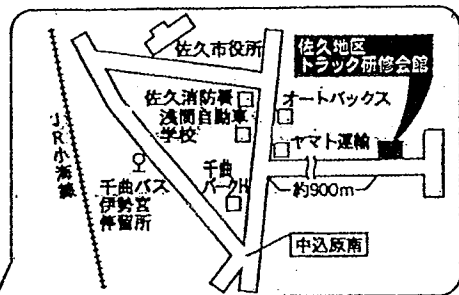 佐久市役所
佐久地区
トラック研修会館
佐久消防署
浅間自動車
学校
オートバックス
ヤマト運輸
JR小海線
千曲バス
伊勢宮
停留所
千曲
パークH
約900m
中込原南